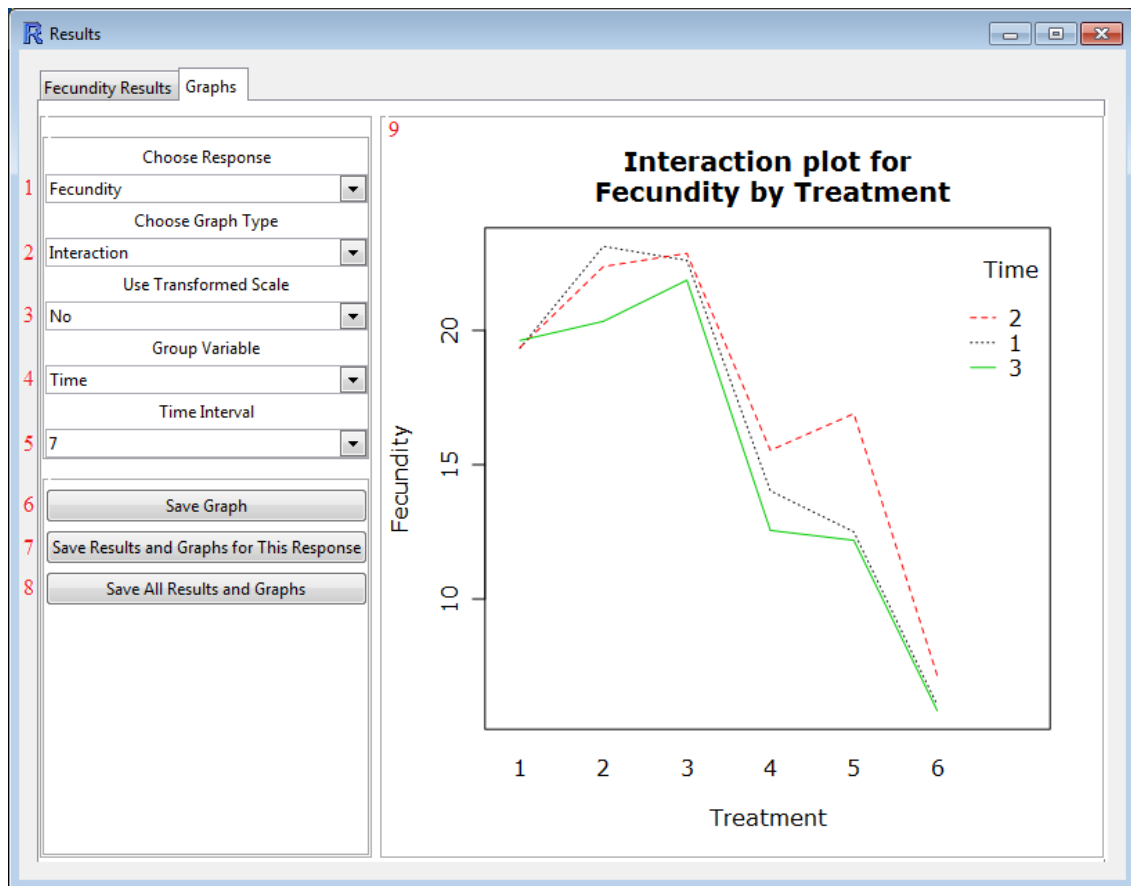 Results
Fecundity Results Graphs
Choose Response
1 Fecundity
Choose Graph Type
2 Interaction
Use Transformed Scale
3 No
Group Variable
4 Time
Time Interval
5 7
6 Save Graph
7 Save Results and Graphs for This Response
8 Save All Results and Graphs
9
Interaction plot for
Fecundity by Treatment
Time
2
1
3
Fecundity
20
15
10
1 2 3 4 5 6
Treatment